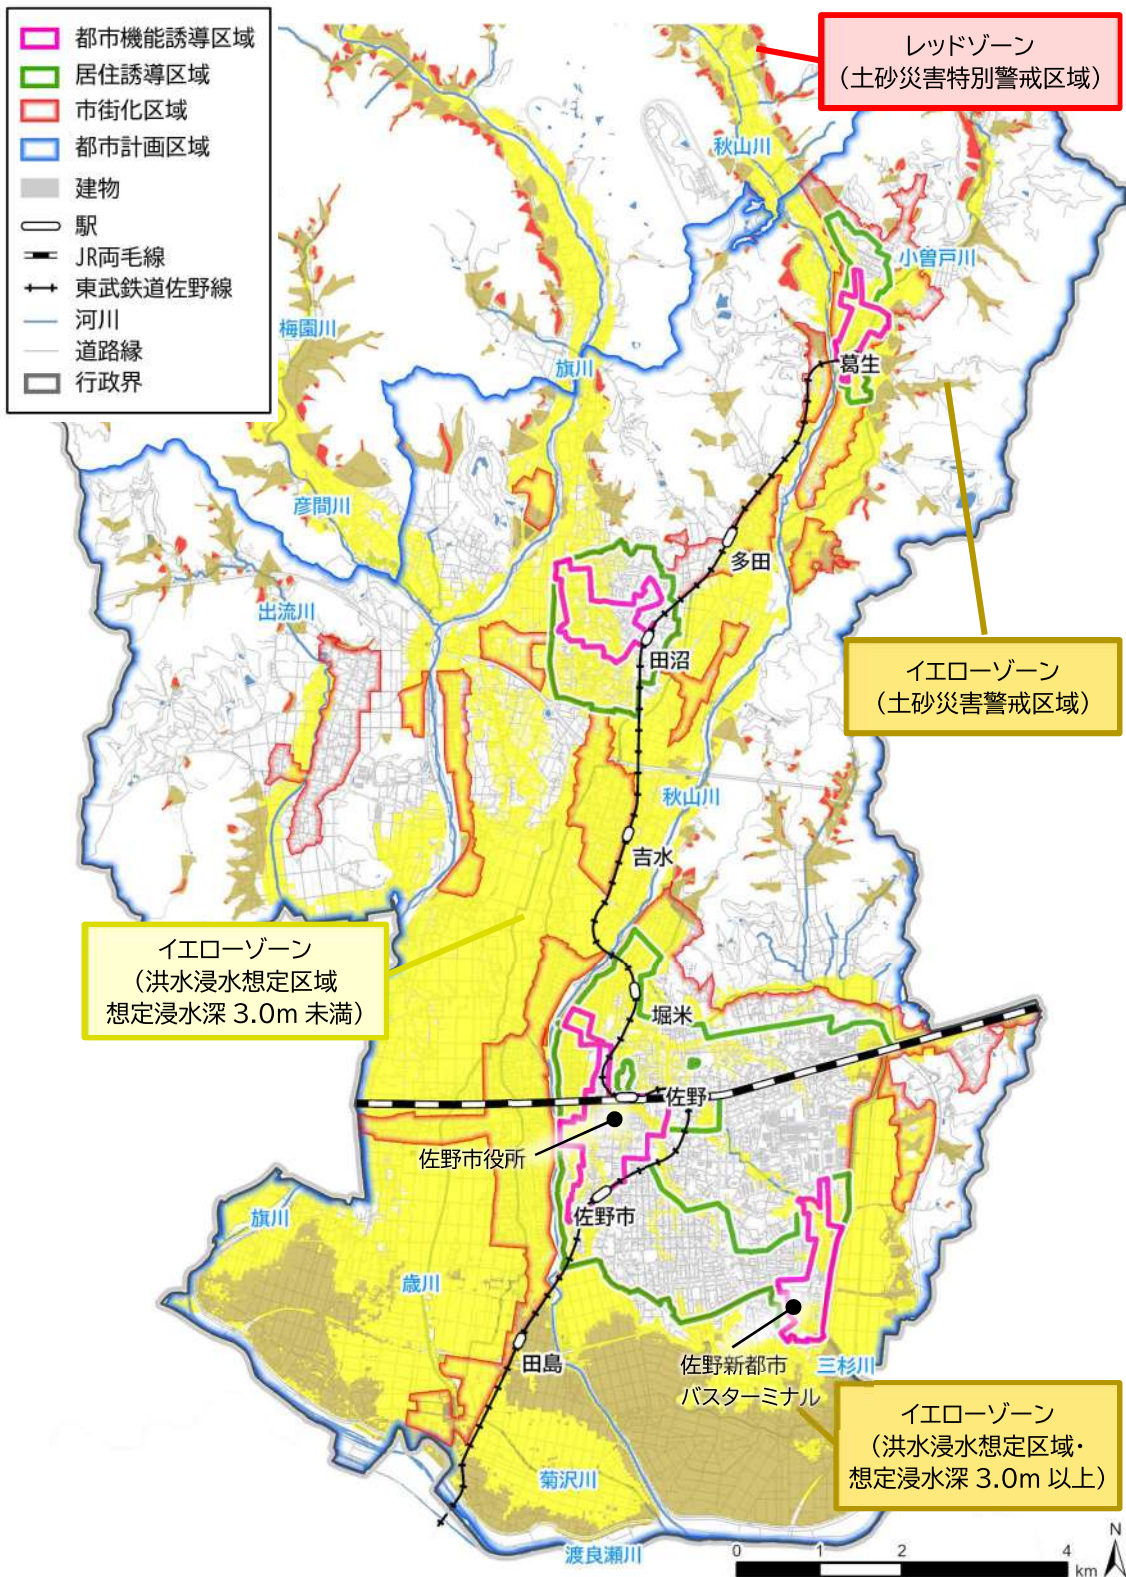 都市機能誘導区域
居住誘導区域
市街化区域
都市計画区域
建物
駅
JR両毛線
東武鉄道佐野線
河川
道路縁
行政界
レッドゾーン
（土砂災害特別警戒区域）
秋山川
小曽戸川
梅園川
旗川
葛生
彦間川
多田
出流川
田沼
イエローゾーン
（土砂災害警戒区域）
秋山川
吉水
イエローゾーン
（洪水浸水想定区域
想定浸水深 3.0m 未満）
堀米
佐野
佐野市役所
佐野市
旗川
歳川
田島
佐野新都市
バスターミナル
三杉川
イエローゾーン
（洪水浸水想定区域・
想定浸水深 3.0m 以上）
菊沢川
渡良瀬川
0 1 2 4
km
N